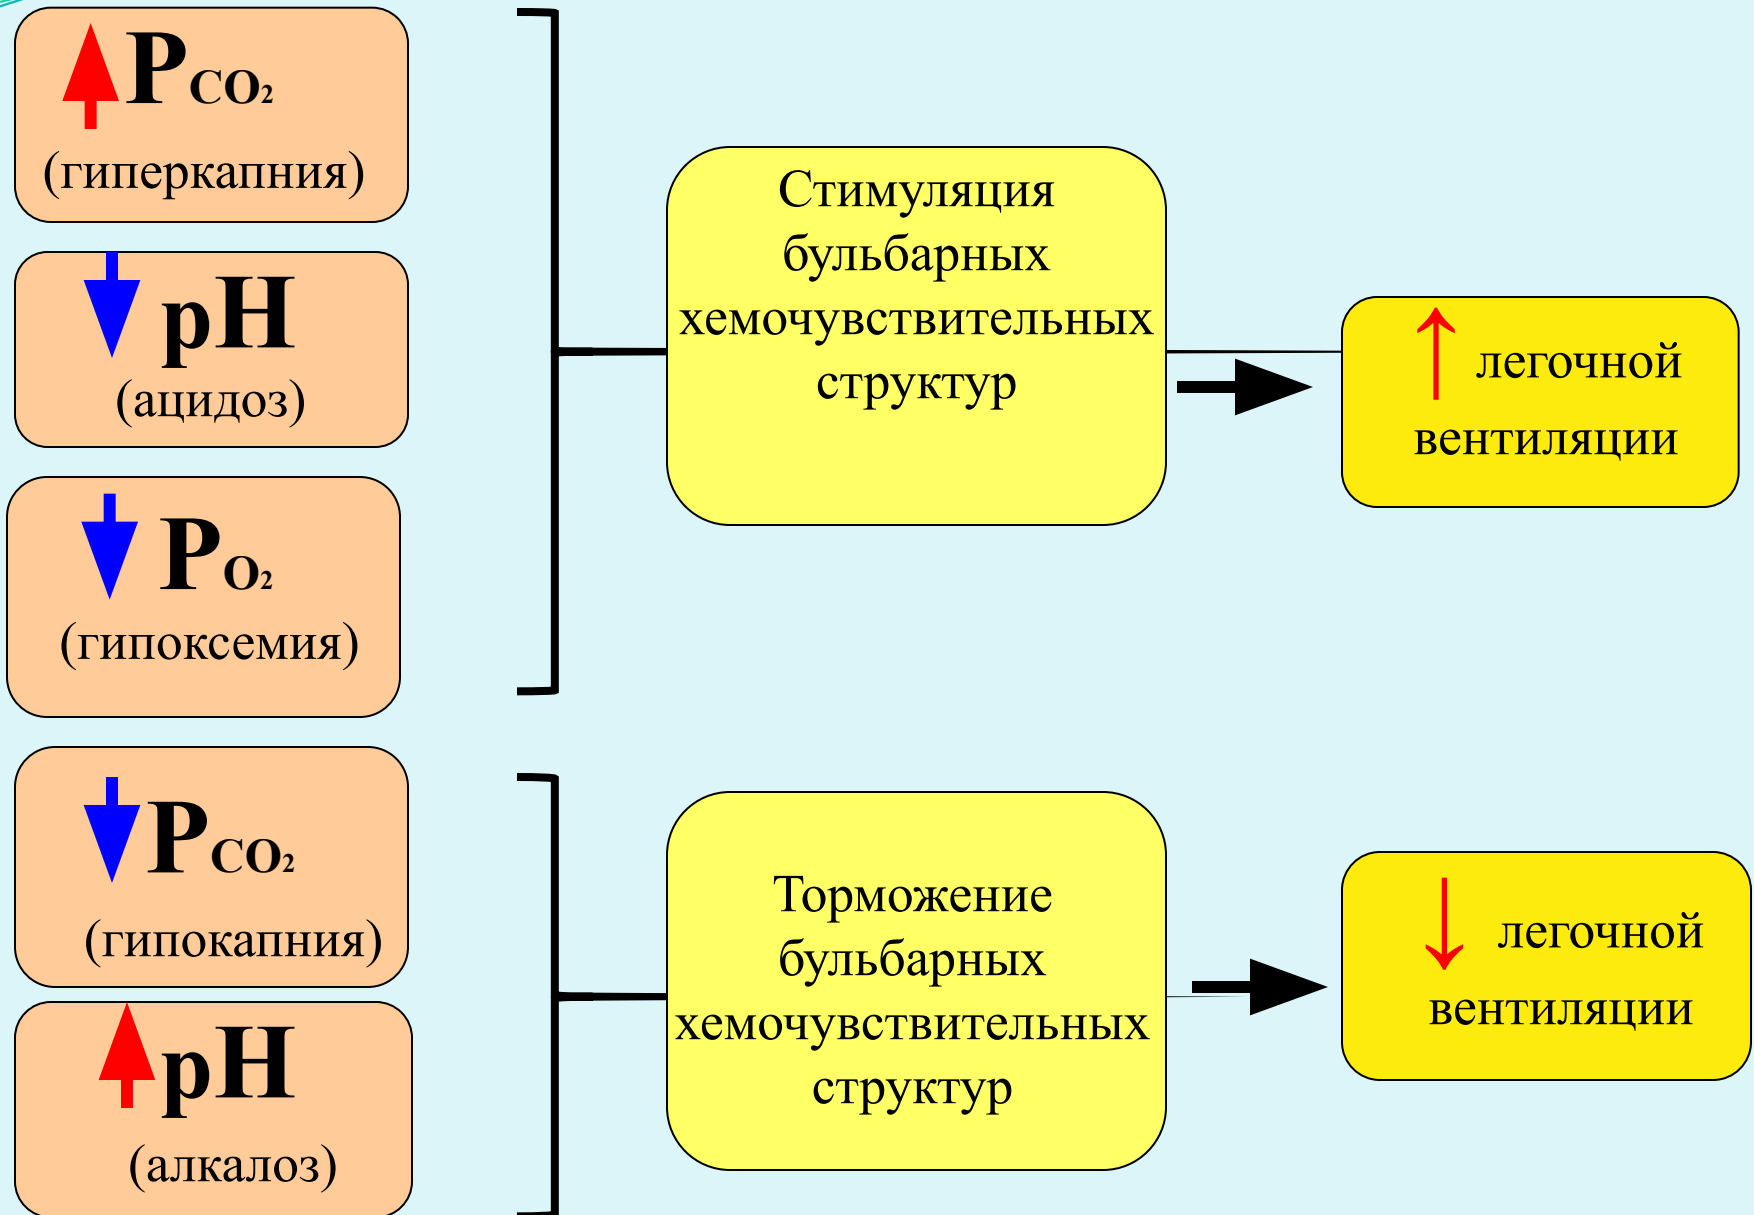 PCO₂
(гиперкапния)
pH
(ацидоз)
PO₂
(гипоксемия)
Стимуляция
бульбарных
хемочувствительных
структур
↑ легочной
вентиляции
PCO₂
(гипокапния)
pH
(алкалоз)
Торможение
бульбарных
хемочувствительных
структур
↓ легочной
вентиляции